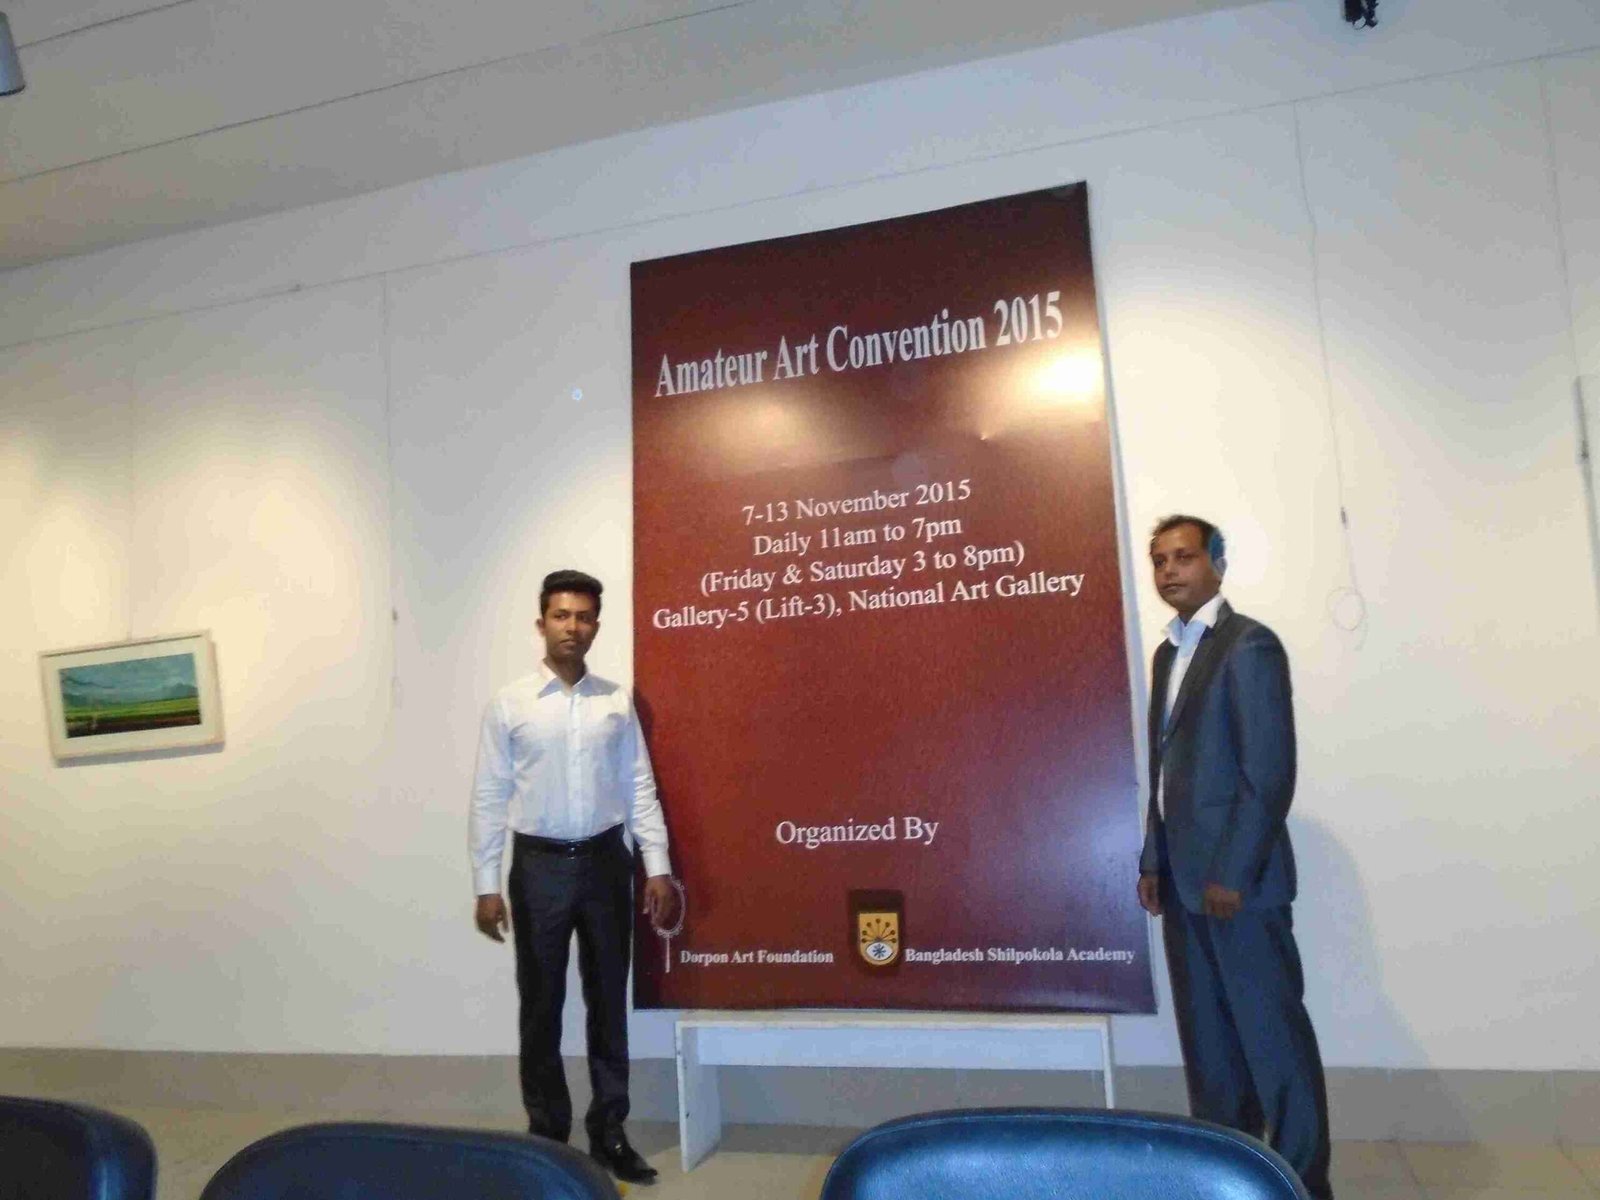 Amateur Art Convention 2015
7-13 November 2015
Daily 11am to 7pm
(Friday & Saturday 3 to 8pm)
Gallery-5 (Lift-3), National Art Gallery
Organized By
Dorpon Art Foundation
Bangladesh Shilpokola Academy